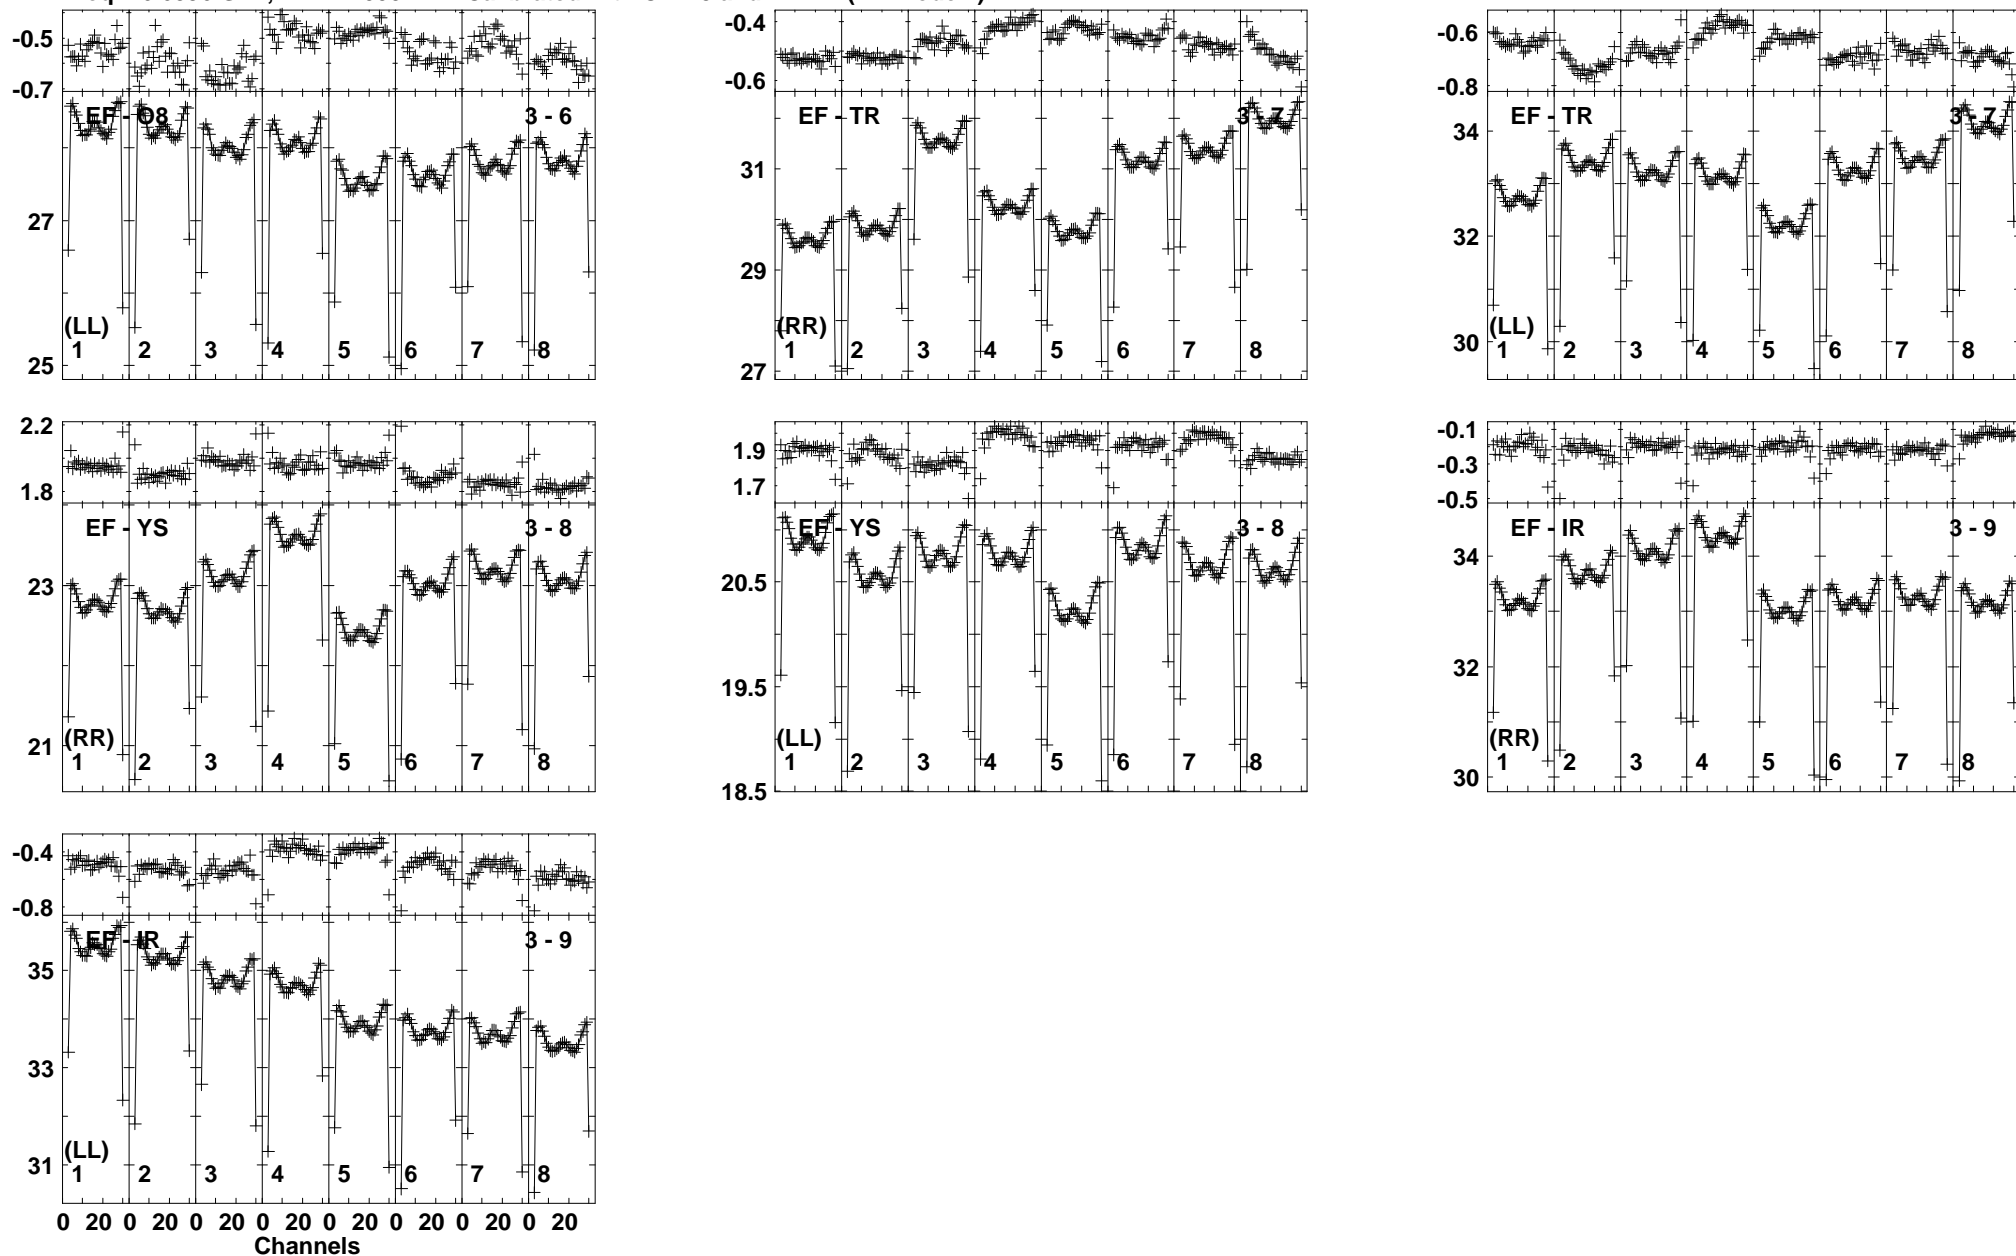 -0.5
-0.7
EF - O8 3 - 6
27
25
(LL)
1 2 3 4 5 6 7 8
-0.4
-0.6
EF - TR 3 - 7
31
29
27
(RR)
1 2 3 4 5 6 7 8
-0.6
-0.8
EF - TR 3 - 7
34
32
30
(LL)
1 2 3 4 5 6 7 8
2.2
1.8
EF - YS 3 - 8
23
21
(RR)
1 2 3 4 5 6 7 8
1.9
1.7
EF - YS 3 - 8
20.5
19.5
18.5
(LL)
1 2 3 4 5 6 7 8
-0.1
-0.3
-0.5
EF - IR 3 - 9
34
32
30
(RR)
1 2 3 4 5 6 7 8
-0.4
-0.8
EF - IR 3 - 9
35
33
31
(LL)
1 2 3 4 5 6 7 8
0 20 0 20 0 20 0 20 0 20 0 20 0 20 0 20
Channels